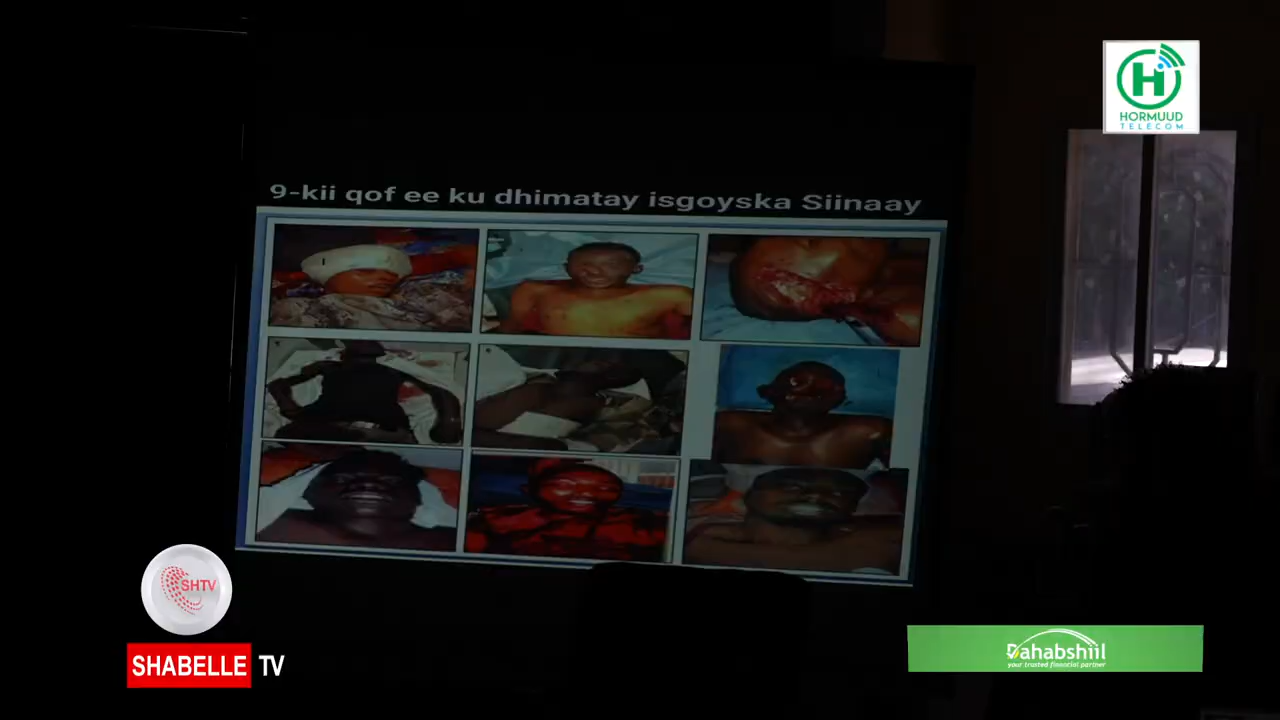 HORMUUD
TELECOM
9-kii qof ee ku dhimatay isgoyska Siinaay
SHTV
SHABELLE TV
Dahabshiil
your trusted financial partner